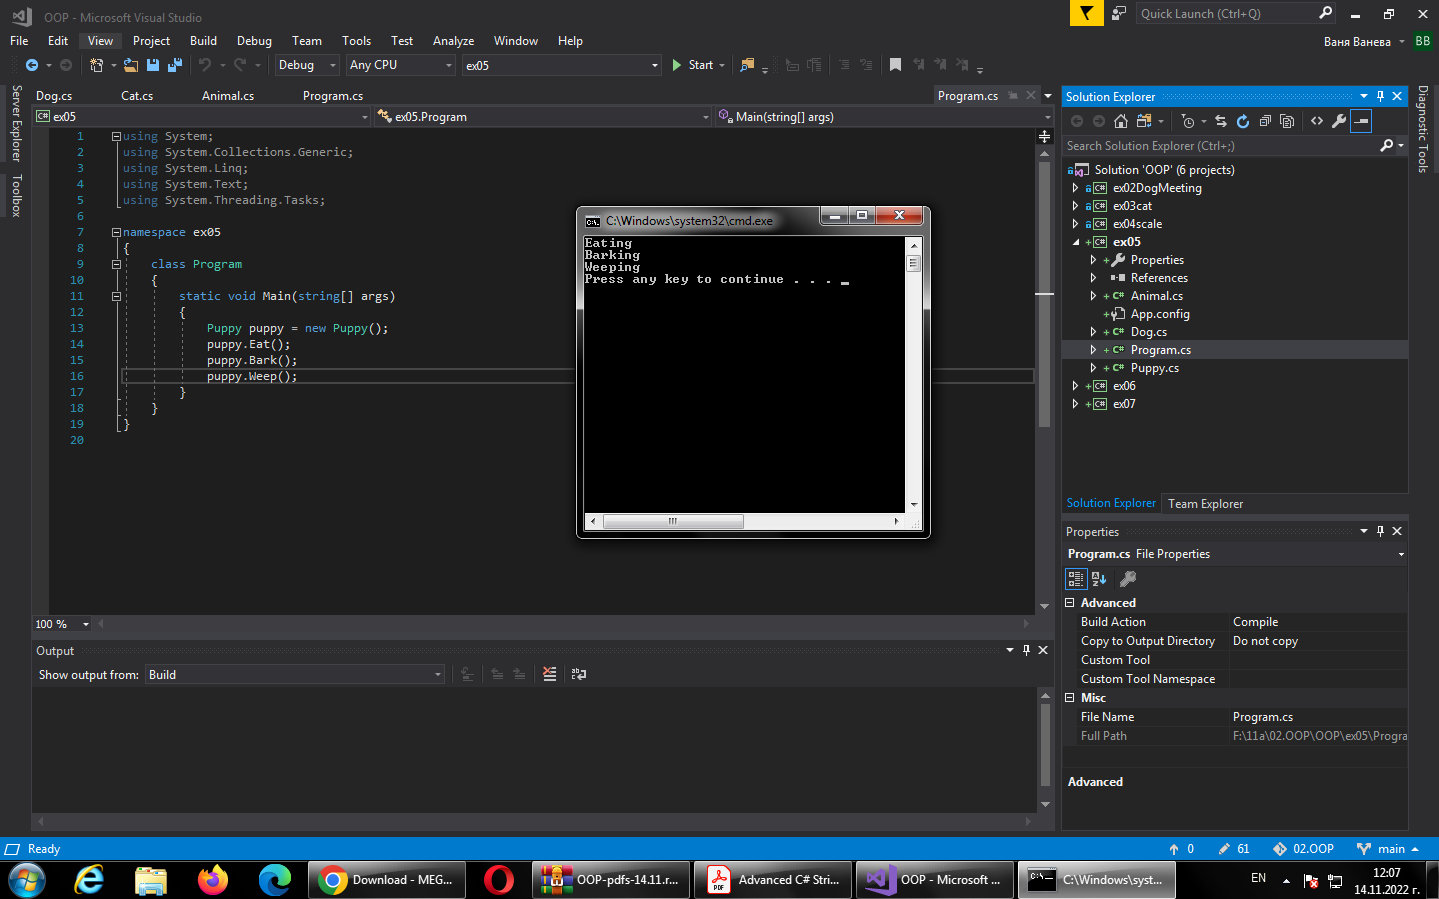 OOP - Microsoft Visual Studio
Quick Launch (Ctrl+Q)
File Edit View Project Build Debug Team Tools Test Analyze Window Help
Ваня Ванева BB
Debug Any CPU ex05 Start
Server Explorer
Toolbox
Dog.cs Cat.cs Animal.cs Program.cs Program.cs
ex05 ex05.Program Main(string[] args)
1 using System;
2 using System.Collections.Generic;
3 using System.Linq;
4 using System.Text;
5 using System.Threading.Tasks;
6
7 namespace ex05
8 {
9 class Program
10 {
11 static void Main(string[] args)
12 {
13 Puppy puppy = new Puppy();
14 puppy.Eat();
15 puppy.Bark();
16 puppy.Weep();
17 }
18 }
19 }
20
100 %
C:\Windows\system32\cmd.exe
Eating
Barking
Weeping
Press any key to continue . . . _
Output
Show output from: Build
Solution Explorer
Search Solution Explorer (Ctrl+;)
Solution 'OOP' (6 projects)
C# ex02DogMeeting
C# ex03cat
C# ex04scale
C# ex05
Properties
References
C# Animal.cs
App.config
C# Dog.cs
C# Program.cs
C# Puppy.cs
C# ex06
C# ex07
Solution Explorer Team Explorer
Properties
Program.cs File Properties
Advanced
Build Action Compile
Copy to Output Directory Do not copy
Custom Tool
Custom Tool Namespace
Misc
File Name Program.cs
Full Path F:\11a\02.OOP\OOP\ex05\Progra
Advanced
Diagnostic Tools
Ready 0 61 02.OOP main
Download - MEG... OOP-pdfs-14.11.r... Advanced C# Stri... OOP - Microsoft ... C:\Windows\syst...
EN 12:07
14.11.2022 г.